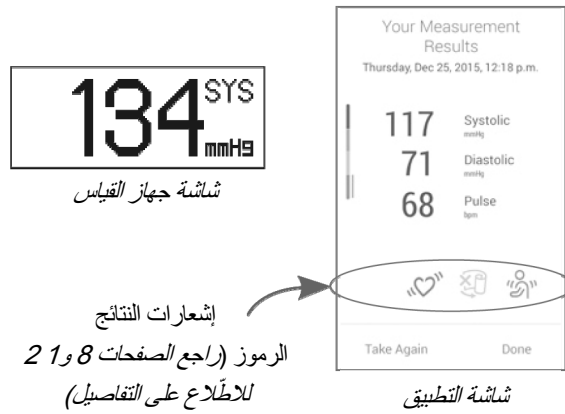 134 SYS
mmHg
شاشة جهاز القياس
إشعارات النتائج
الرموز (راجع الصفحات 8 و1 2
للاطّلاع على التفاصيل)
Your Measurement
Results
Thursday, Dec 25, 2015, 12:18 p.m.
117 Systolic
mmHg
71 Diastolic
mmHg
68 Pulse
bpm
Take Again Done
شاشة التطبيق